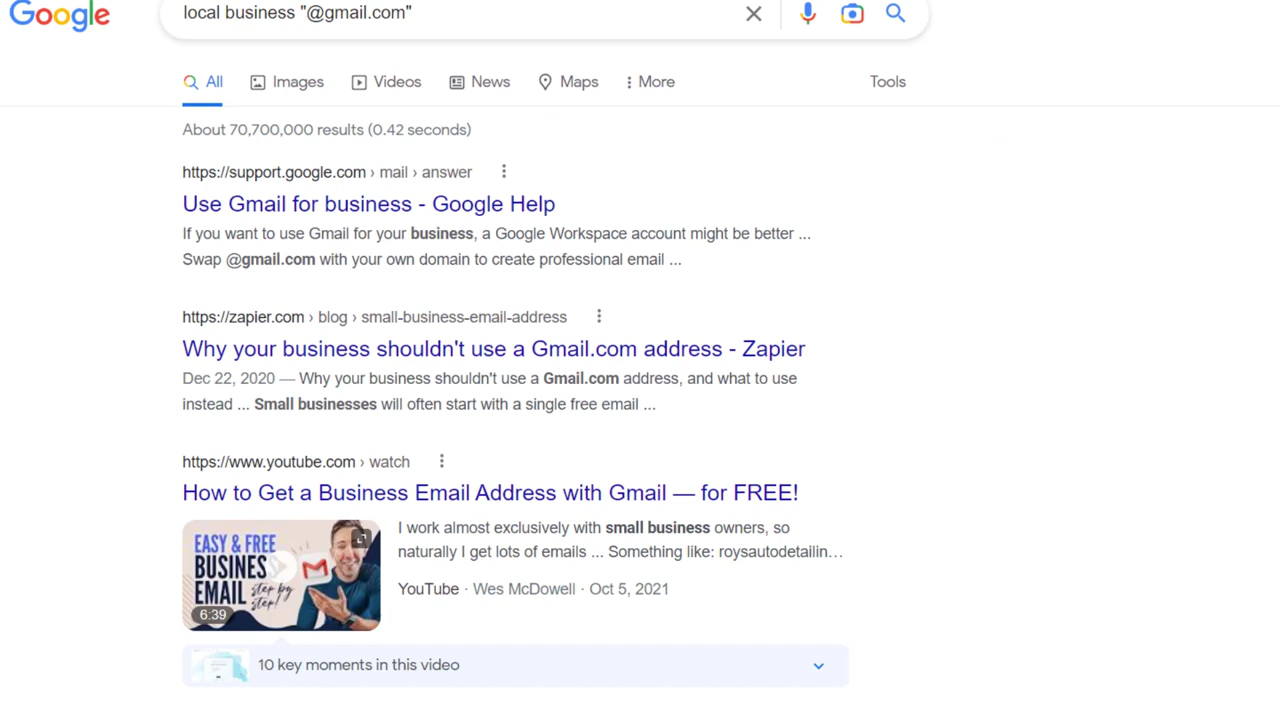 Google
local business "@gmail.com"
All Images Videos News Maps More Tools
About 70,700,000 results (0.42 seconds)
https://support.google.com › mail › answer
Use Gmail for business - Google Help
If you want to use Gmail for your business, a Google Workspace account might be better ...
Swap @gmail.com with your own domain to create professional email ...
https://zapier.com › blog › small-business-email-address
Why your business shouldn't use a Gmail.com address - Zapier
Dec 22, 2020 — Why your business shouldn't use a Gmail.com address, and what to use
instead ... Small businesses will often start with a single free email ...
https://www.youtube.com › watch
How to Get a Business Email Address with Gmail — for FREE!
EASY & FREE
BUSINES
EMAIL step by
step!
6:39
I work almost exclusively with small business owners, so
naturally I get lots of emails ... Something like: roysautodetailin...
YouTube · Wes McDowell · Oct 5, 2021
10 key moments in this video